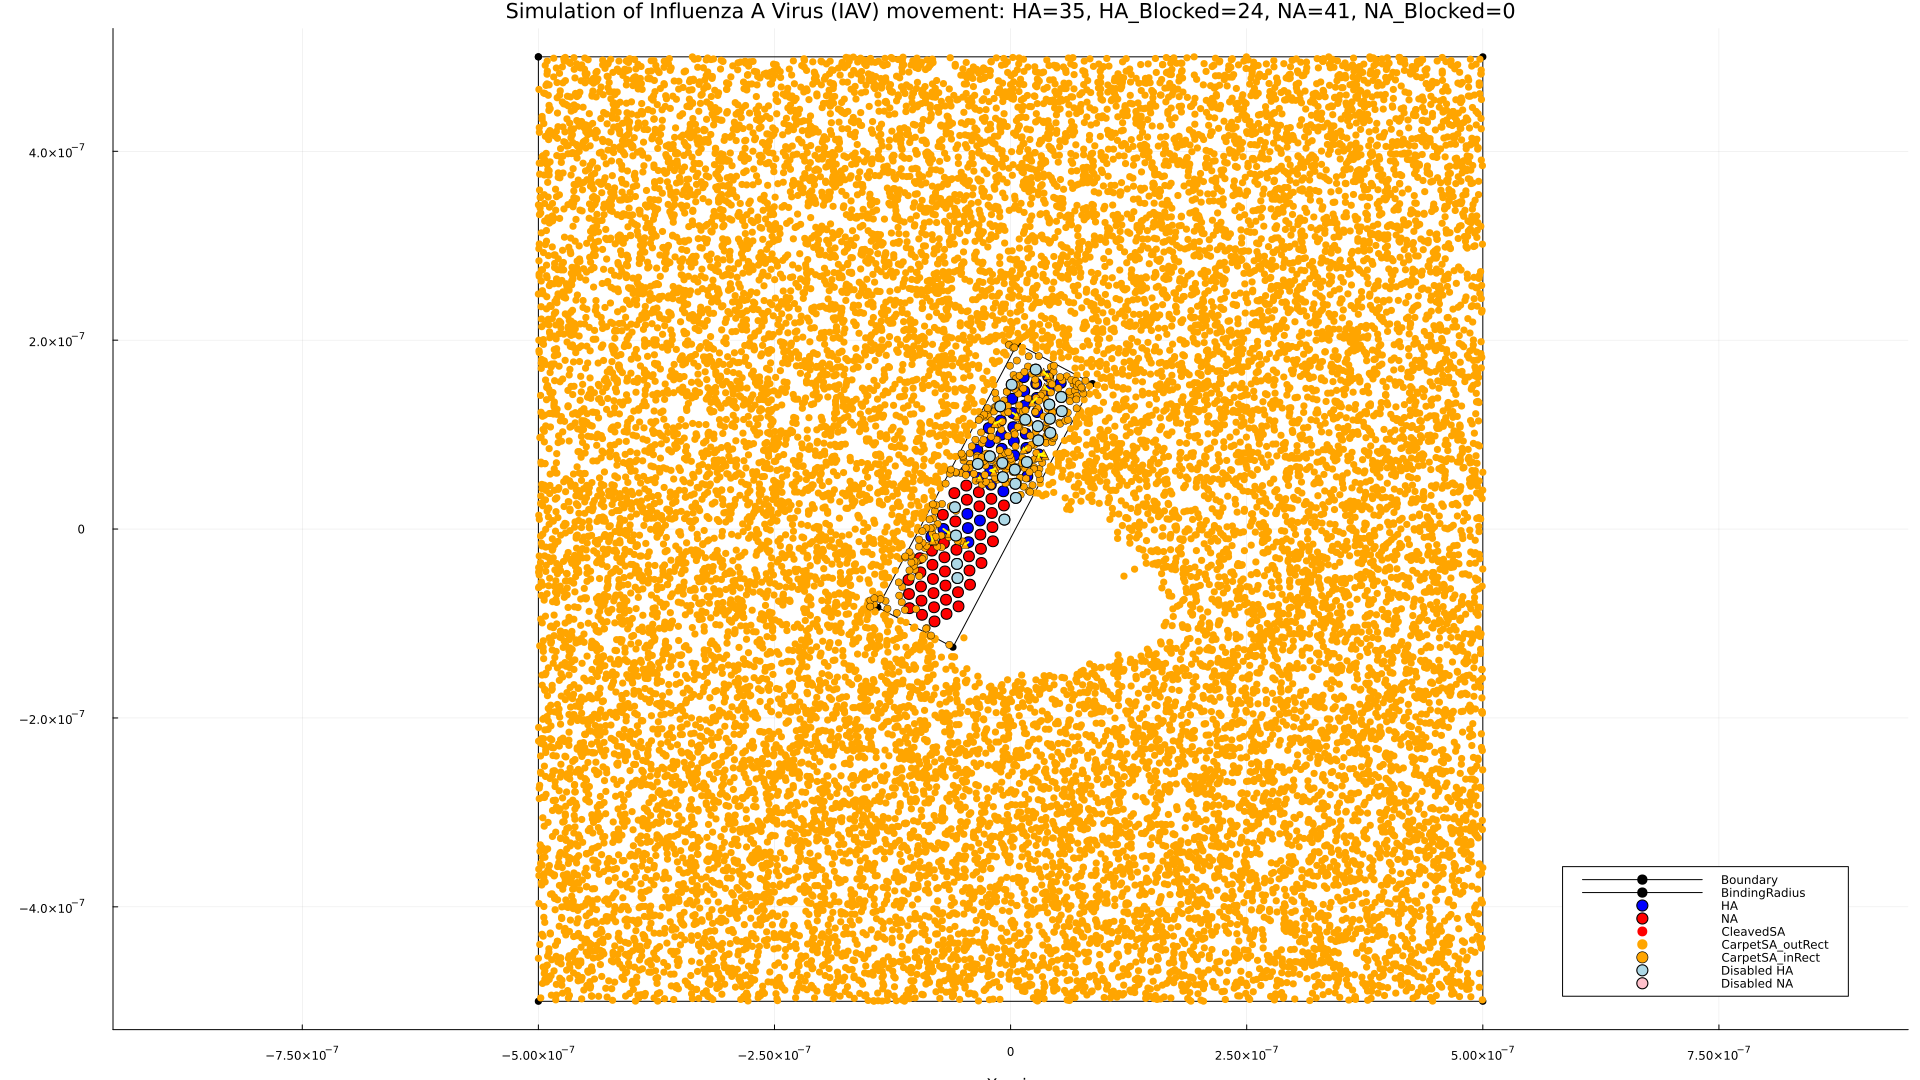 Simulation of Influenza A Virus (IAV) movement: HA=35, HA_Blocked=24, NA=41, NA_Blocked=0
4.0×10⁻⁷
2.0×10⁻⁷
0
−2.0×10⁻⁷
−4.0×10⁻⁷
Boundary
BindingRadius
HA
NA
CleavedSA
CarpetSA_outRect
CarpetSA_inRect
Disabled HA
Disabled NA
−7.50×10⁻⁷
−5.00×10⁻⁷
−2.50×10⁻⁷
0
2.50×10⁻⁷
5.00×10⁻⁷
7.50×10⁻⁷